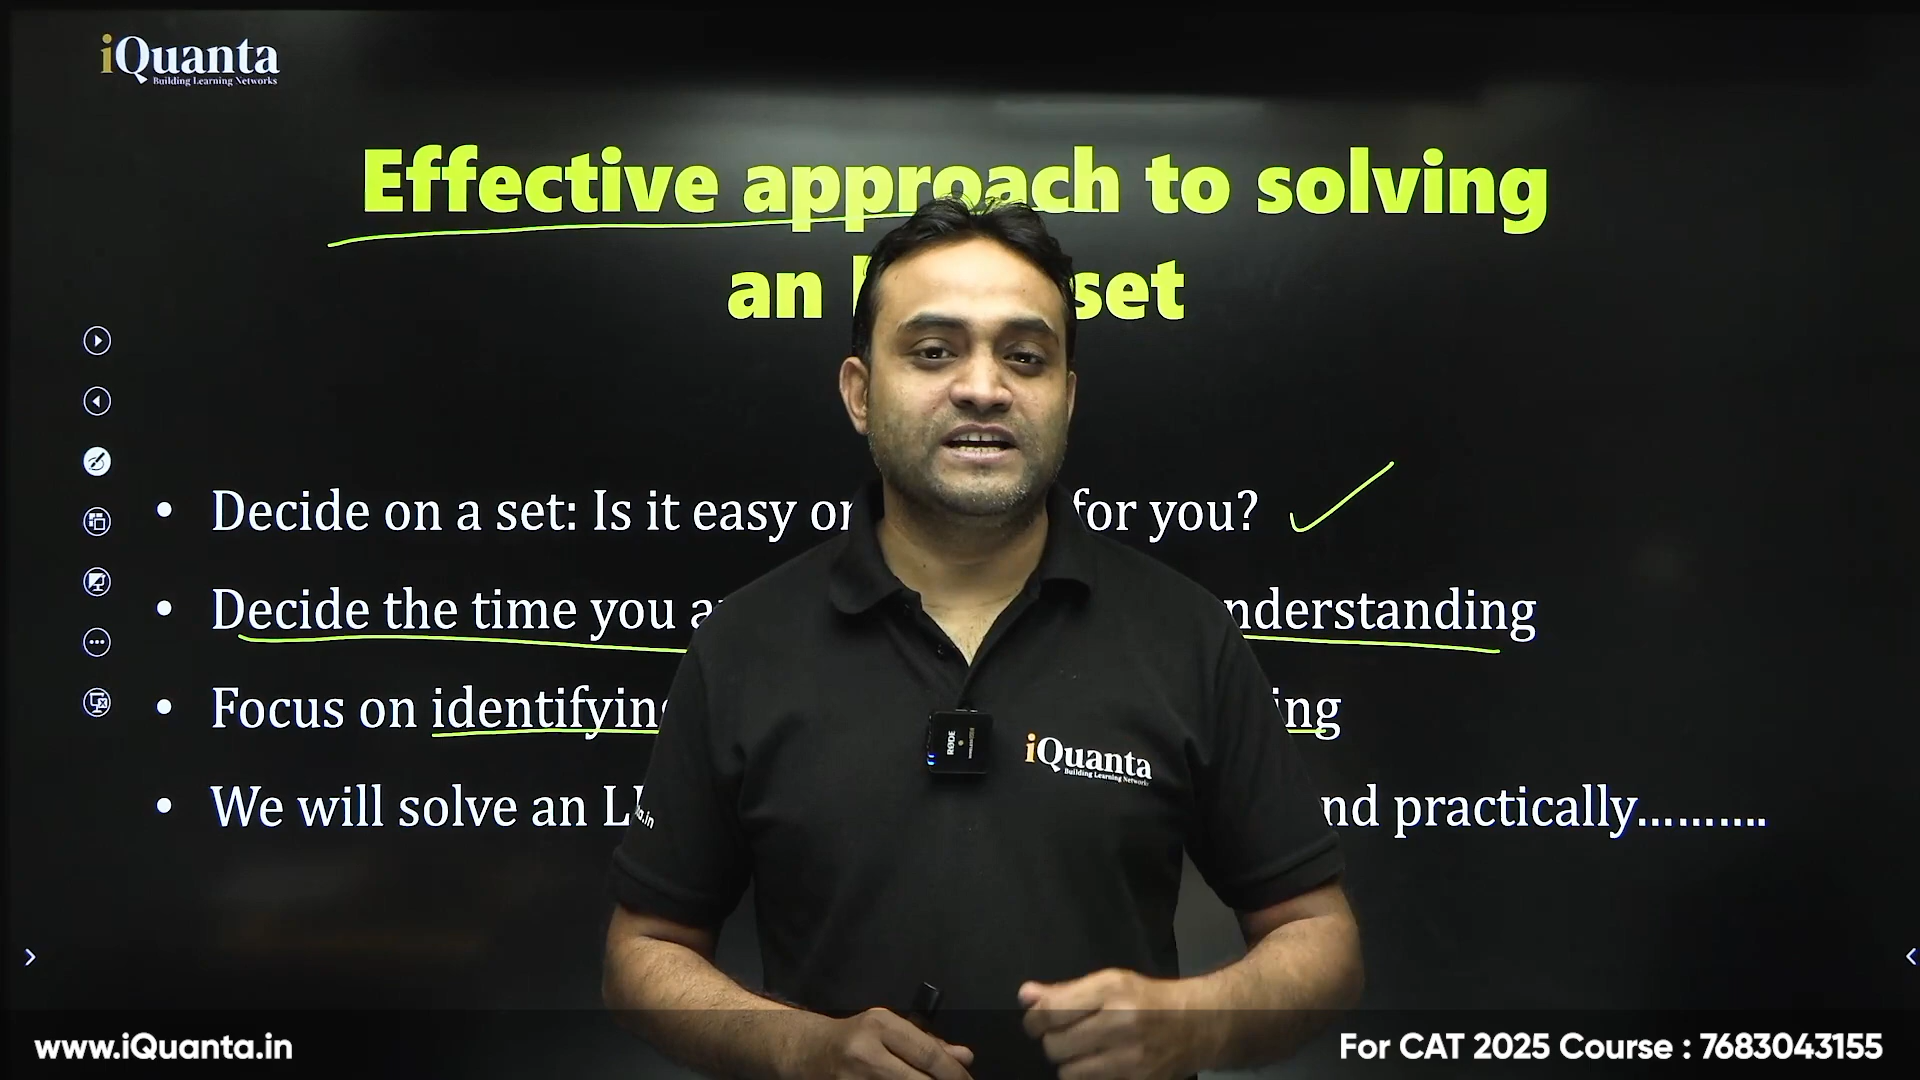 iQuanta
Building Learning Networks
Effective approach to solving
an set
• Decide on a set: Is it easy or for you?
• Decide the time you nderstanding
• Focus on identifyin ing
• We will solve an L nd practically..........
RØDE
iQuanta
Building Learning Networks
a.in
www.iQuanta.in
For CAT 2025 Course : 7683043155